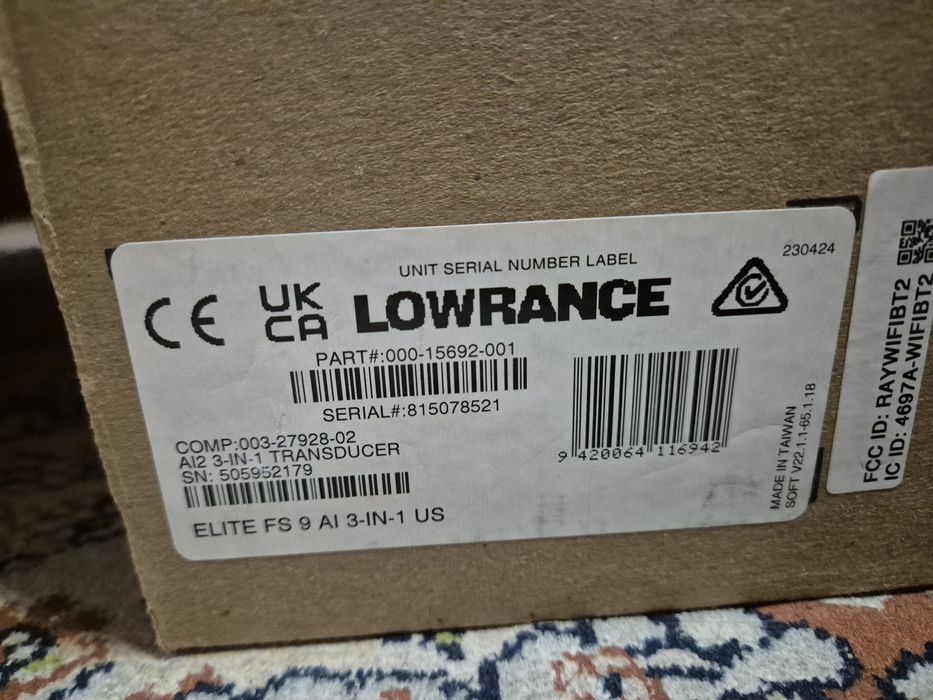 UNIT SERIAL NUMBER LABEL
230424
CE
UK
CA
LOWRANCE
PART#:000-15692-001
SERIAL#:815078521
COMP:003-27928-02
AI2 3-IN-1 TRANSDUCER
SN: 505952179
ELITE FS 9 AI 3-IN-1 US
9 420064 116942
MADE IN TAIWAN
SOFT V22.1.1-65.1.18
FCC ID: RAYWIFIBT2
IC ID: 4697A-WIFIBT2